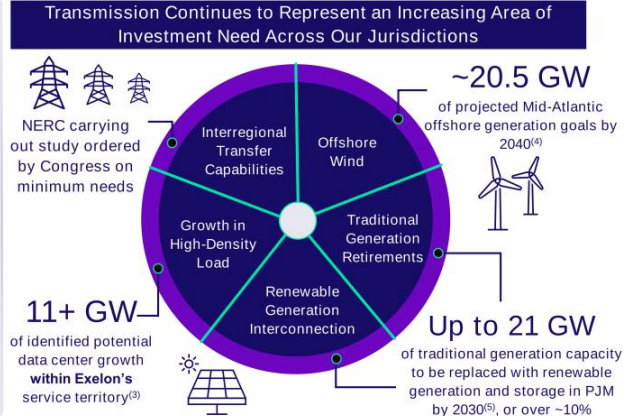 Transmission Continues to Represent an Increasing Area of
Investment Need Across Our Jurisdictions
NERC carrying
out study ordered
by Congress on
minimum needs
Interregional
Transfer
Capabilities
Offshore
Wind
~20.5 GW
of projected Mid-Atlantic
offshore generation goals by
2040(4)
Growth in
High-Density
Load
Traditional
Generation
Retirements
Renewable
Generation
Interconnection
11+ GW
of identified potential
data center growth
within Exelon's
service territory(3)
Up to 21 GW
of traditional generation capacity
to be replaced with renewable
generation and storage in PJM
by 2030(5), or over ~10%